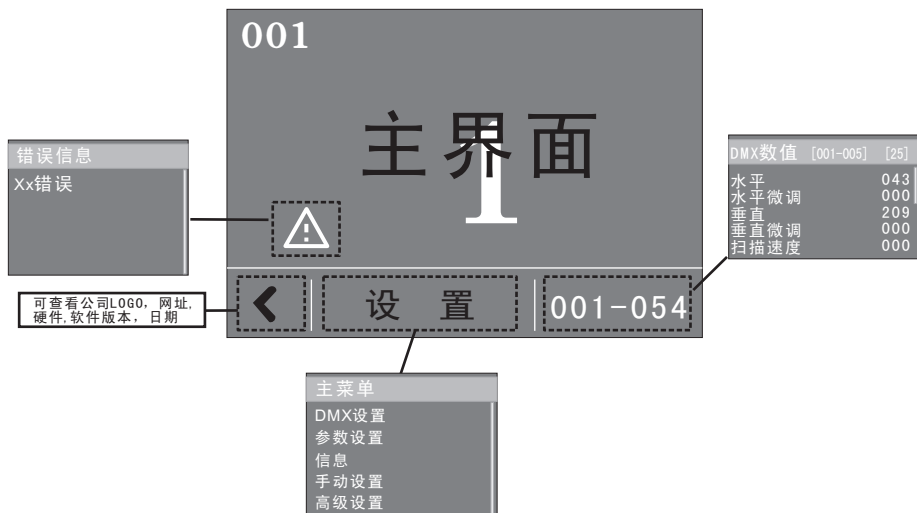 001
主界面
1
错误信息
Xx错误
DMX数值 [001-005] [25]
水平 043
水平微调 000
垂直 209
垂直微调 000
扫描速度 000
可查看公司LOGO，网址,
硬件,软件版本，日期
设 置
001-054
主菜单
DMX设置
参数设置
信息
手动设置
高级设置